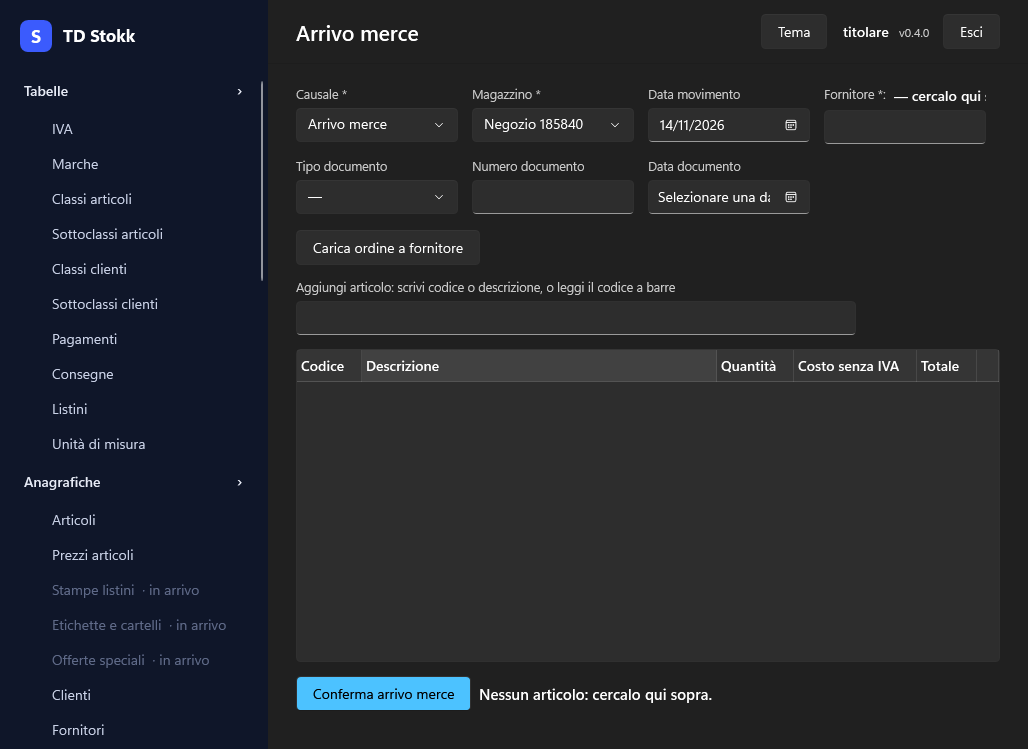 S TD Stokk
Arrivo merce
Tema
titolare v0.4.0
Esci
Tabelle
IVA
Marche
Classi articoli
Sottoclassi articoli
Classi clienti
Sottoclassi clienti
Pagamenti
Consegne
Listini
Unità di misura
Anagrafiche
Articoli
Prezzi articoli
Stampe listini · in arrivo
Etichette e cartelli · in arrivo
Offerte speciali · in arrivo
Clienti
Fornitori
Causale *
Magazzino *
Data movimento
Fornitore *: — cercalo qui
Arrivo merce
Negozio 185840
14/11/2026
Tipo documento
Numero documento
Data documento
—
Selezionare una da
Carica ordine a fornitore
Aggiungi articolo: scrivi codice o descrizione, o leggi il codice a barre
Codice Descrizione Quantità Costo senza IVA Totale
Conferma arrivo merce
Nessun articolo: cercalo qui sopra.